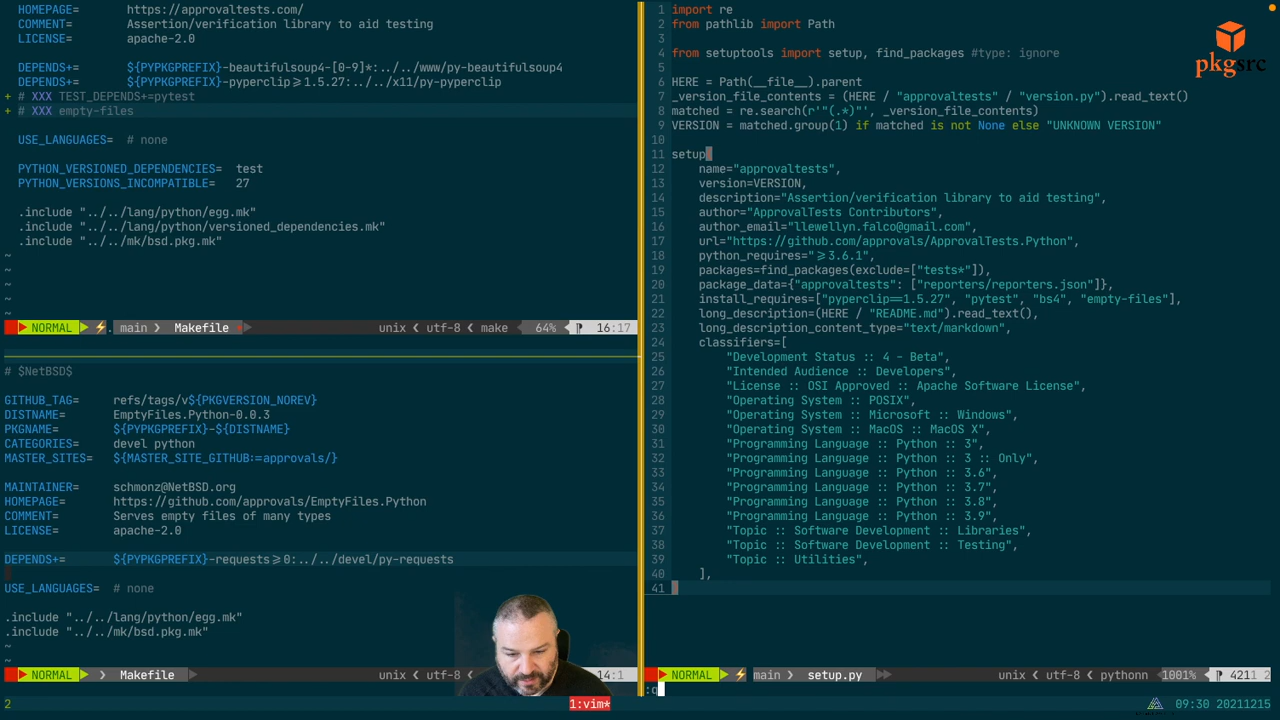 HOMEPAGE= https://approvaltests.com/
COMMENT= Assertion/verification library to aid testing
LICENSE= apache-2.0
DEPENDS+= ${PYPKGPREFIX}-beautifulsoup4-[0-9]*:../../www/py-beautifulsoup4
DEPENDS+= ${PYPKGPREFIX}-pyperclip>=1.5.27:../../x11/py-pyperclip
+ # XXX TEST_DEPENDS+=pytest
+ # XXX empty-files
USE_LANGUAGES= # none
PYTHON_VERSIONED_DEPENDENCIES= test
PYTHON_VERSIONS_INCOMPATIBLE= 27
.include "../../lang/python/egg.mk"
.include "../../lang/python/versioned_dependencies.mk"
.include "../../mk/bsd.pkg.mk"
~
~
~
~
~
NORMAL ⚡. main Makefile unix utf-8 make 64% 16:17
# $NetBSD$
GITHUB_TAG= refs/tags/v${PKGVERSION_NOREV}
DISTNAME= EmptyFiles.Python-0.0.3
PKGNAME= ${PYPKGPREFIX}-${DISTNAME}
CATEGORIES= devel python
MASTER_SITES= ${MASTER_SITE_GITHUB:=approvals/}
MAINTAINER= schmonz@NetBSD.org
HOMEPAGE= https://github.com/approvals/EmptyFiles.Python
COMMENT= Serves empty files of many types
LICENSE= apache-2.0
DEPENDS+= ${PYPKGPREFIX}-requests>=0:../../devel/py-requests
USE_LANGUAGES= # none
.include "../../lang/python/egg.mk"
.include "../../mk/bsd.pkg.mk"
~
~
NORMAL Makefile unix utf-8 14:1
1 import re
2 from pathlib import Path
3
4 from setuptools import setup, find_packages #type: ignore
5
6 HERE = Path(__file__).parent
7 _version_file_contents = (HERE / "approvaltests" / "version.py").read_text()
8 matched = re.search(r'"(.*)"', _version_file_contents)
9 VERSION = matched.group(1) if matched is not None else "UNKNOWN VERSION"
10
11 setup
12 name="approvaltests",
13 version=VERSION,
14 description="Assertion/verification library to aid testing",
15 author="ApprovalTests Contributors",
16 author_email="llewellyn.falco@gmail.com",
17 url="https://github.com/approvals/ApprovalTests.Python",
18 python_requires=">=3.6.1",
19 packages=find_packages(exclude=["tests*"]),
20 package_data={"approvaltests": ["reporters/reporters.json"]},
21 install_requires=["pyperclip==1.5.27", "pytest", "bs4", "empty-files"],
22 long_description=(HERE / "README.md").read_text(),
23 long_description_content_type="text/markdown",
24 classifiers=[
25 "Development Status :: 4 - Beta",
26 "Intended Audience :: Developers",
27 "License :: OSI Approved :: Apache Software License",
28 "Operating System :: POSIX",
29 "Operating System :: Microsoft :: Windows",
30 "Operating System :: MacOS :: MacOS X",
31 "Programming Language :: Python :: 3",
32 "Programming Language :: Python :: 3 :: Only",
33 "Programming Language :: Python :: 3.6",
34 "Programming Language :: Python :: 3.7",
35 "Programming Language :: Python :: 3.8",
36 "Programming Language :: Python :: 3.9",
37 "Topic :: Software Development :: Libraries",
38 "Topic :: Software Development :: Testing",
39 "Topic :: Utilities",
40 ],
41
NORMAL ⚡ main setup.py unix utf-8 pythonn 1001% 4211 2
:q
pkgsrc
2 1:vim* 09:30 20211215